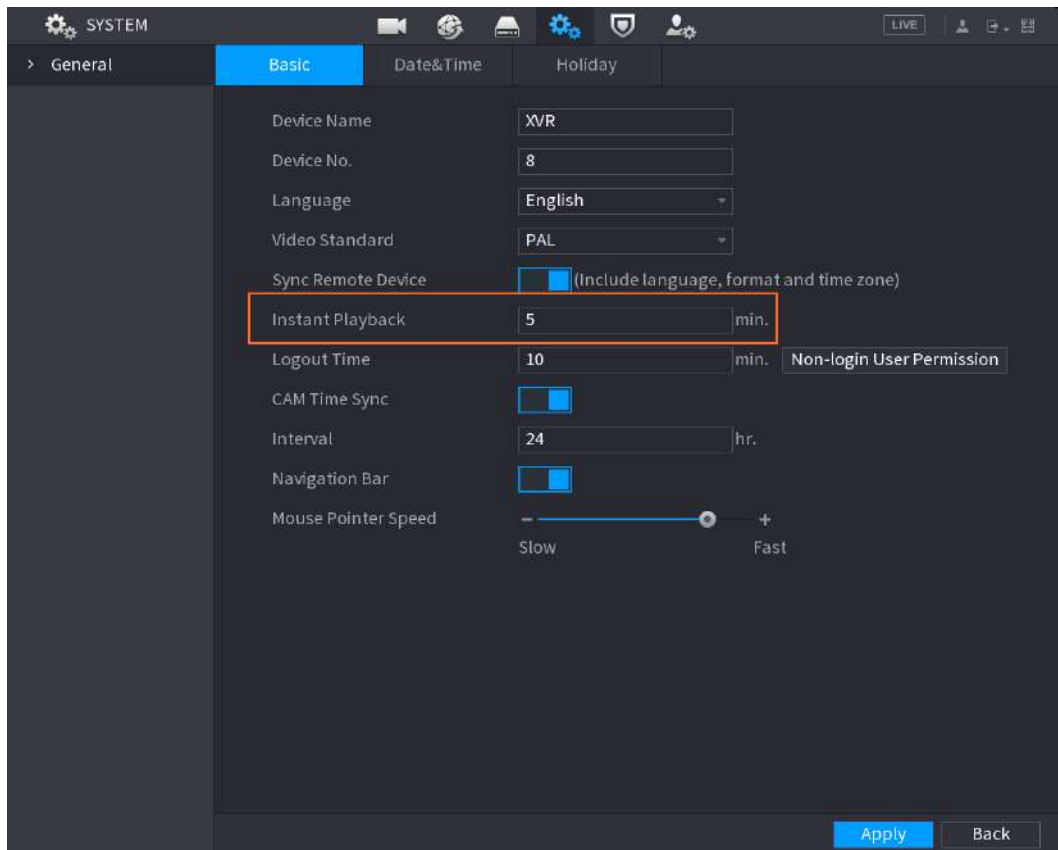 SYSTEM
LIVE
General
Basic Date&Time Holiday
Device Name XVR
Device No. 8
Language English
Video Standard PAL
Sync Remote Device (Include language, format and time zone)
Instant Playback 5 min.
Logout Time 10 min. Non-login User Permission
CAM Time Sync
Interval 24 hr.
Navigation Bar
Mouse Pointer Speed
Slow Fast
Apply Back